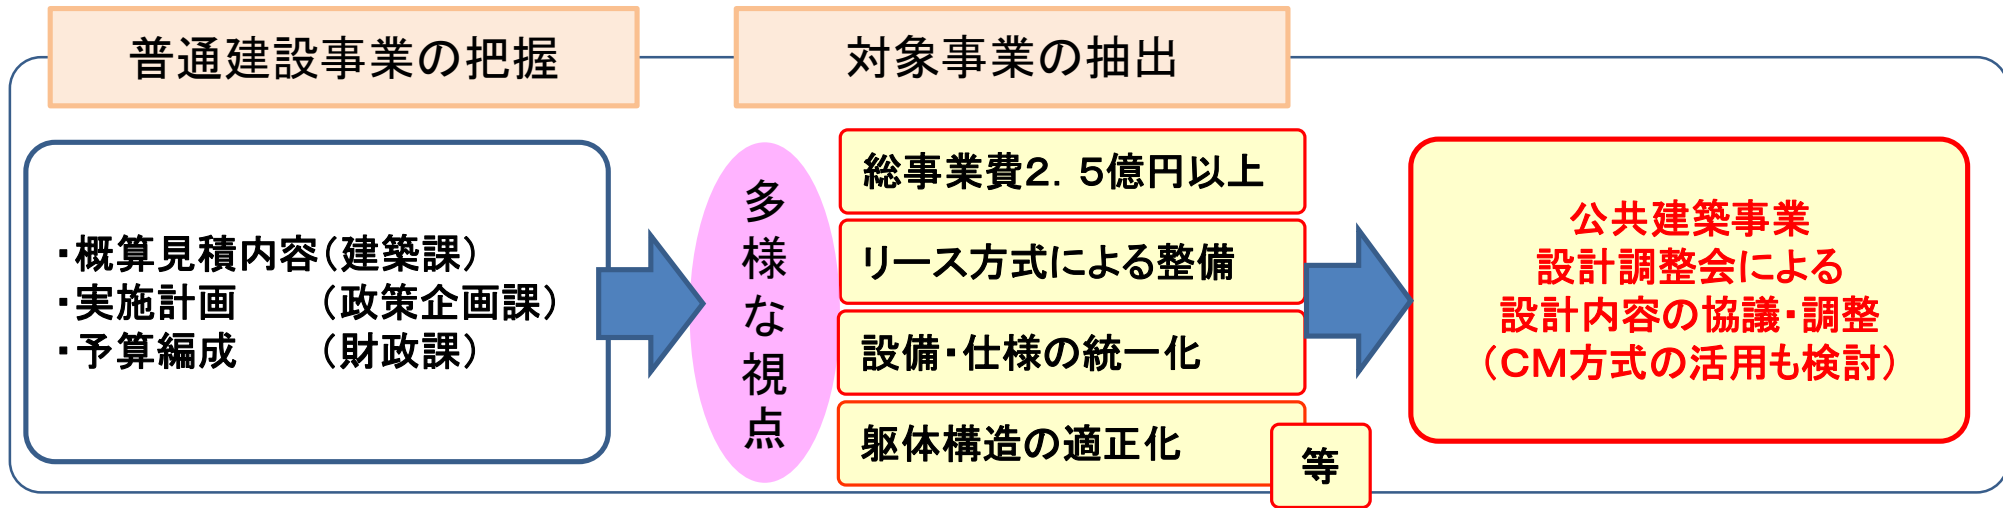 普通建設事業の把握
対象事業の抽出
・概算見積内容(建築課)
・実施計画　　(政策企画課)
・予算編成　　(財政課)
多様な視点
総事業費2．5億円以上
リース方式による整備
設備・仕様の統一化
躯体構造の適正化
等
公共建築事業
設計調整会による
設計内容の協議・調整
(CM方式の活用も検討)